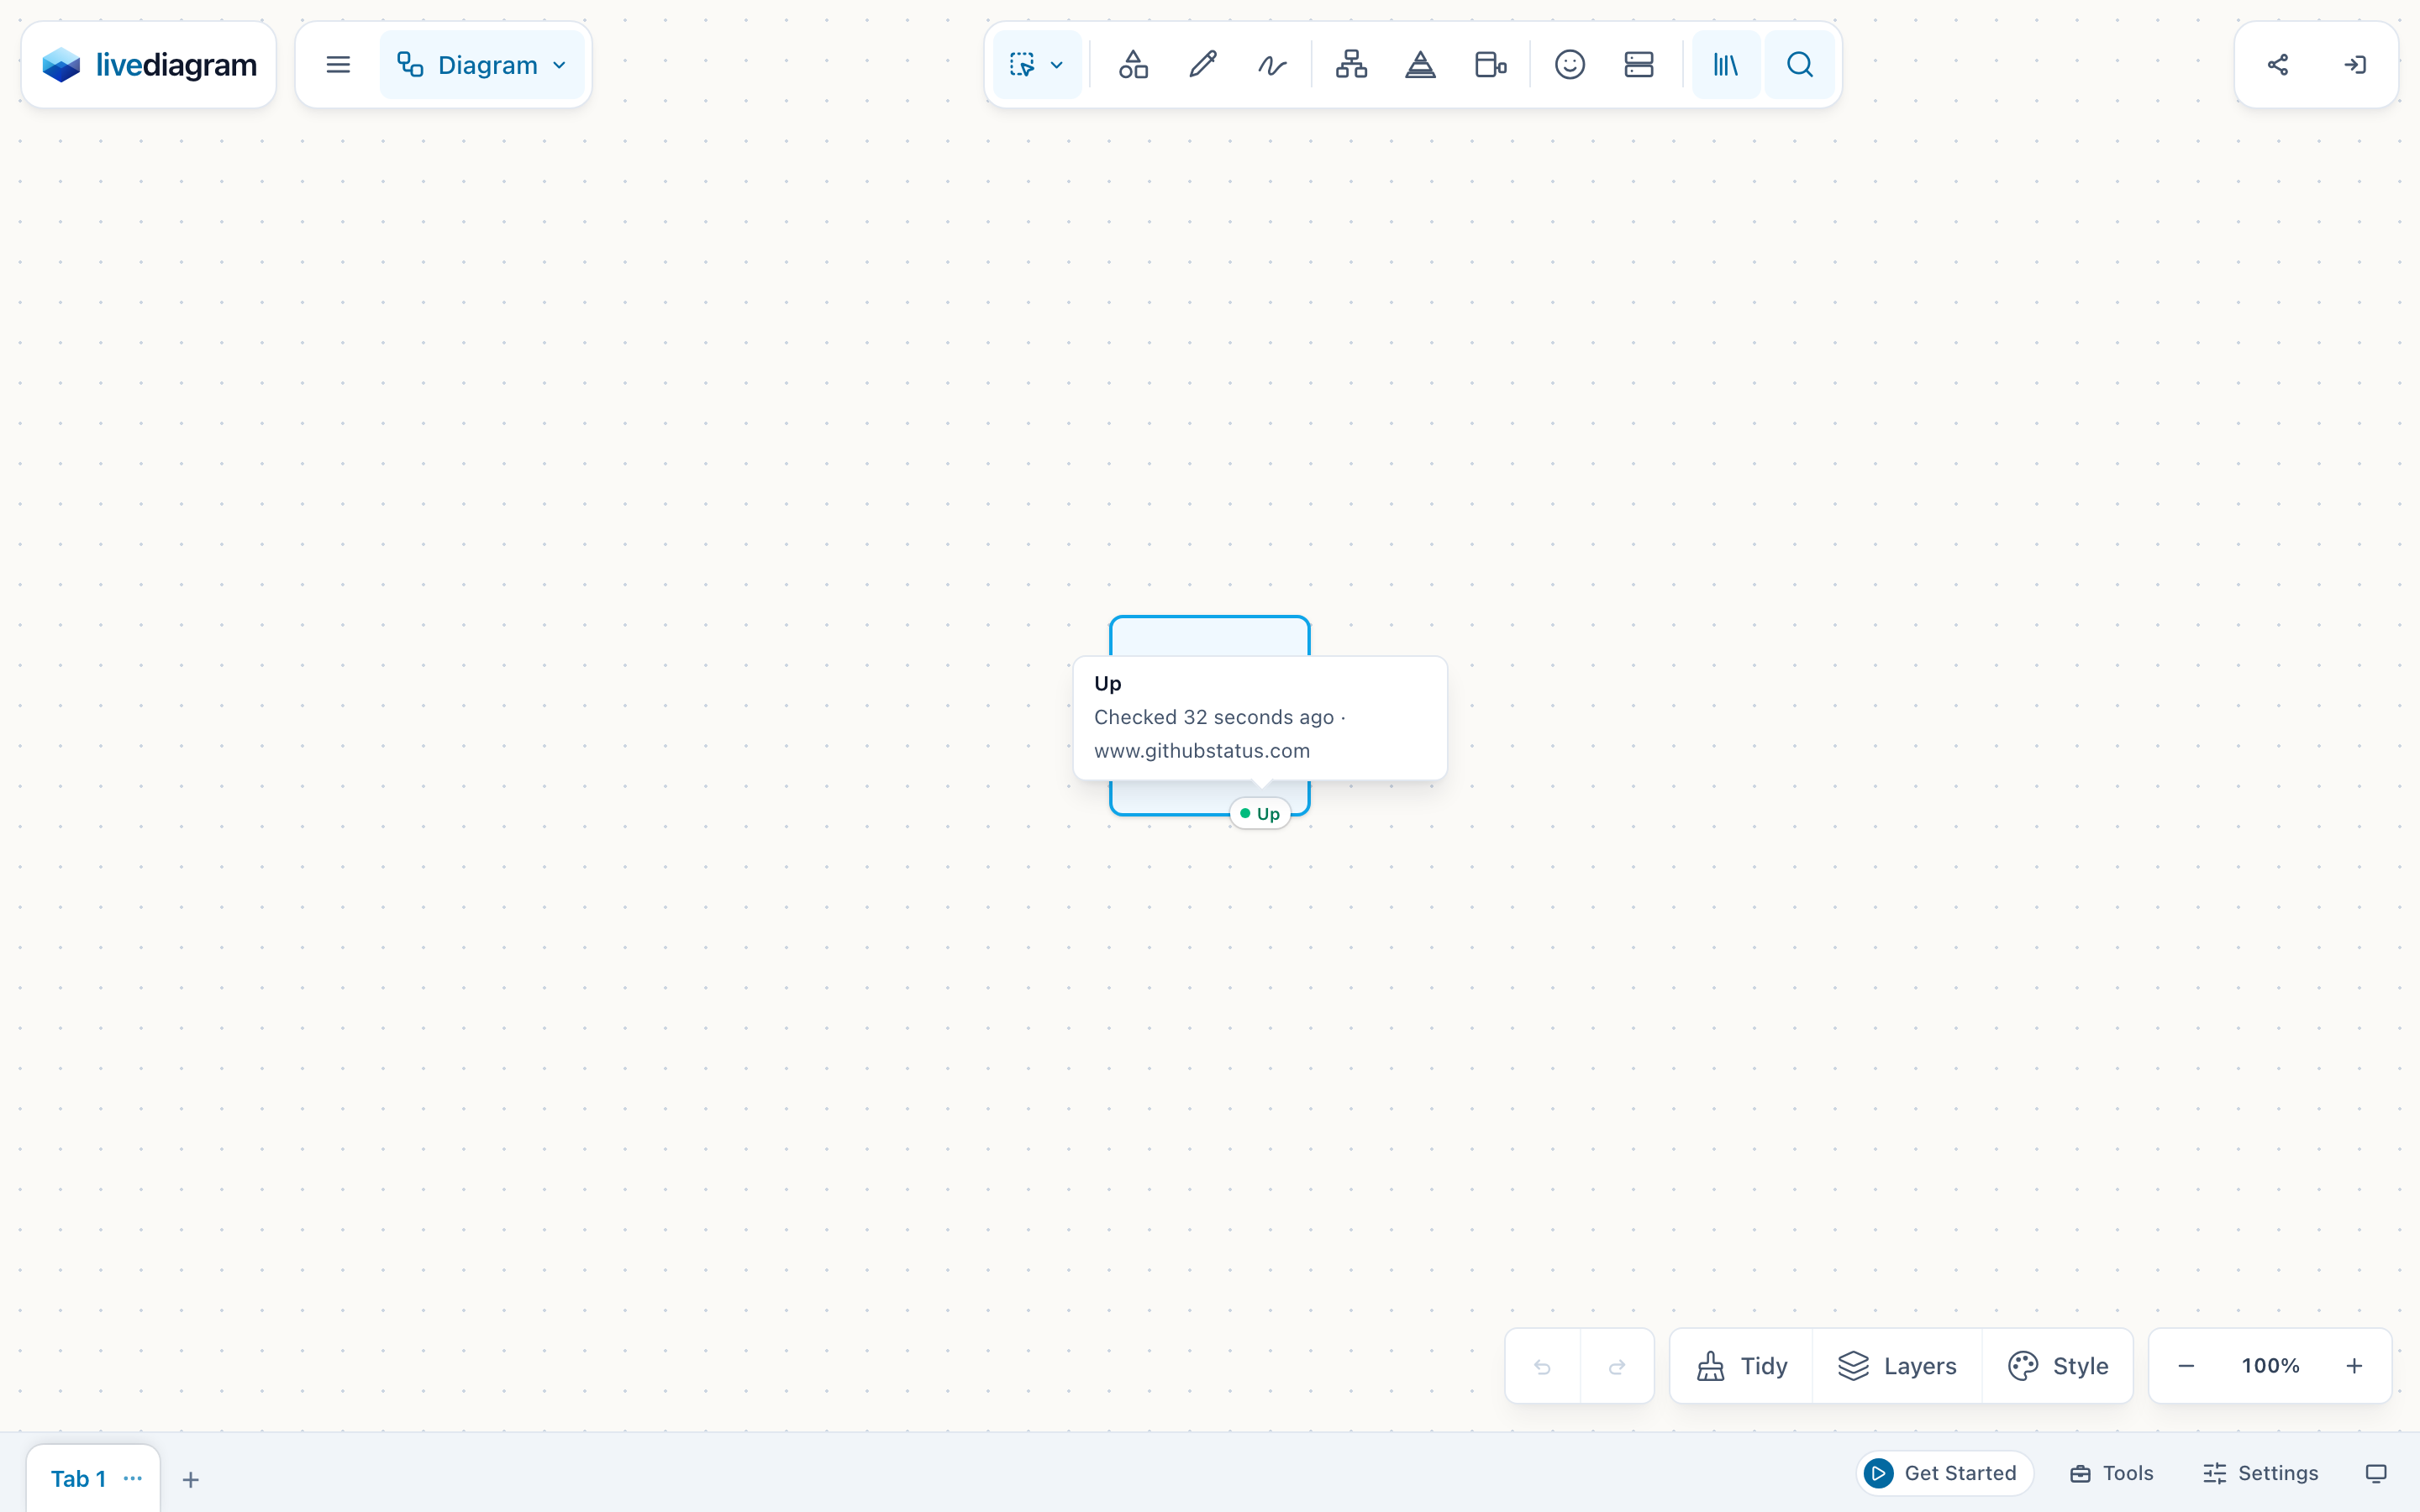 livediagram
Diagram
Up
Checked 32 seconds ago ·
www.githubstatus.com
Up
Tidy
Layers
Style
100%
Tab 1
Get Started
Tools
Settings